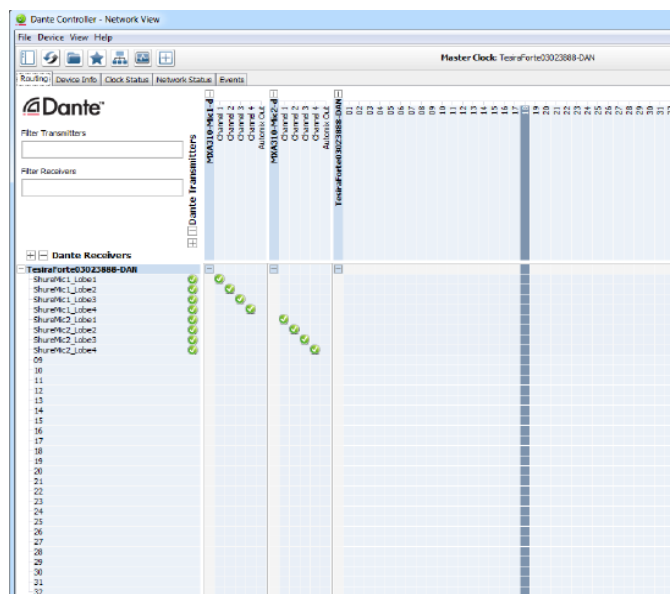 Dante Controller - Network View
File Device View Help
Master Clock: TesiraForte03023888-DAN
Routing Device Info Clock Status Network Status Events
Dante™
Filter Transmitters
Filter Receivers
Dante Transmitters
MXA310-Mic1-d
Channel 1
Channel 2
Channel 3
Channel 4
Automix Out
MXA310-Mic2-d
Channel 1
Channel 2
Channel 3
Channel 4
Automix Out
TesiraForte03023888-DAN
01
02
03
04
05
06
07
08
09
10
11
12
13
14
15
16
17
18
19
20
21
22
23
24
25
26
27
28
29
30
31
Dante Receivers
TesiraForte03023888-DAN
ShureMic1_Lobe1
ShureMic1_Lobe2
ShureMic1_Lobe3
ShureMic1_Lobe4
ShureMic2_Lobe1
ShureMic2_Lobe2
ShureMic2_Lobe3
ShureMic2_Lobe4
09
10
11
12
13
14
15
16
17
18
19
20
21
22
23
24
25
26
27
28
29
30
31
32